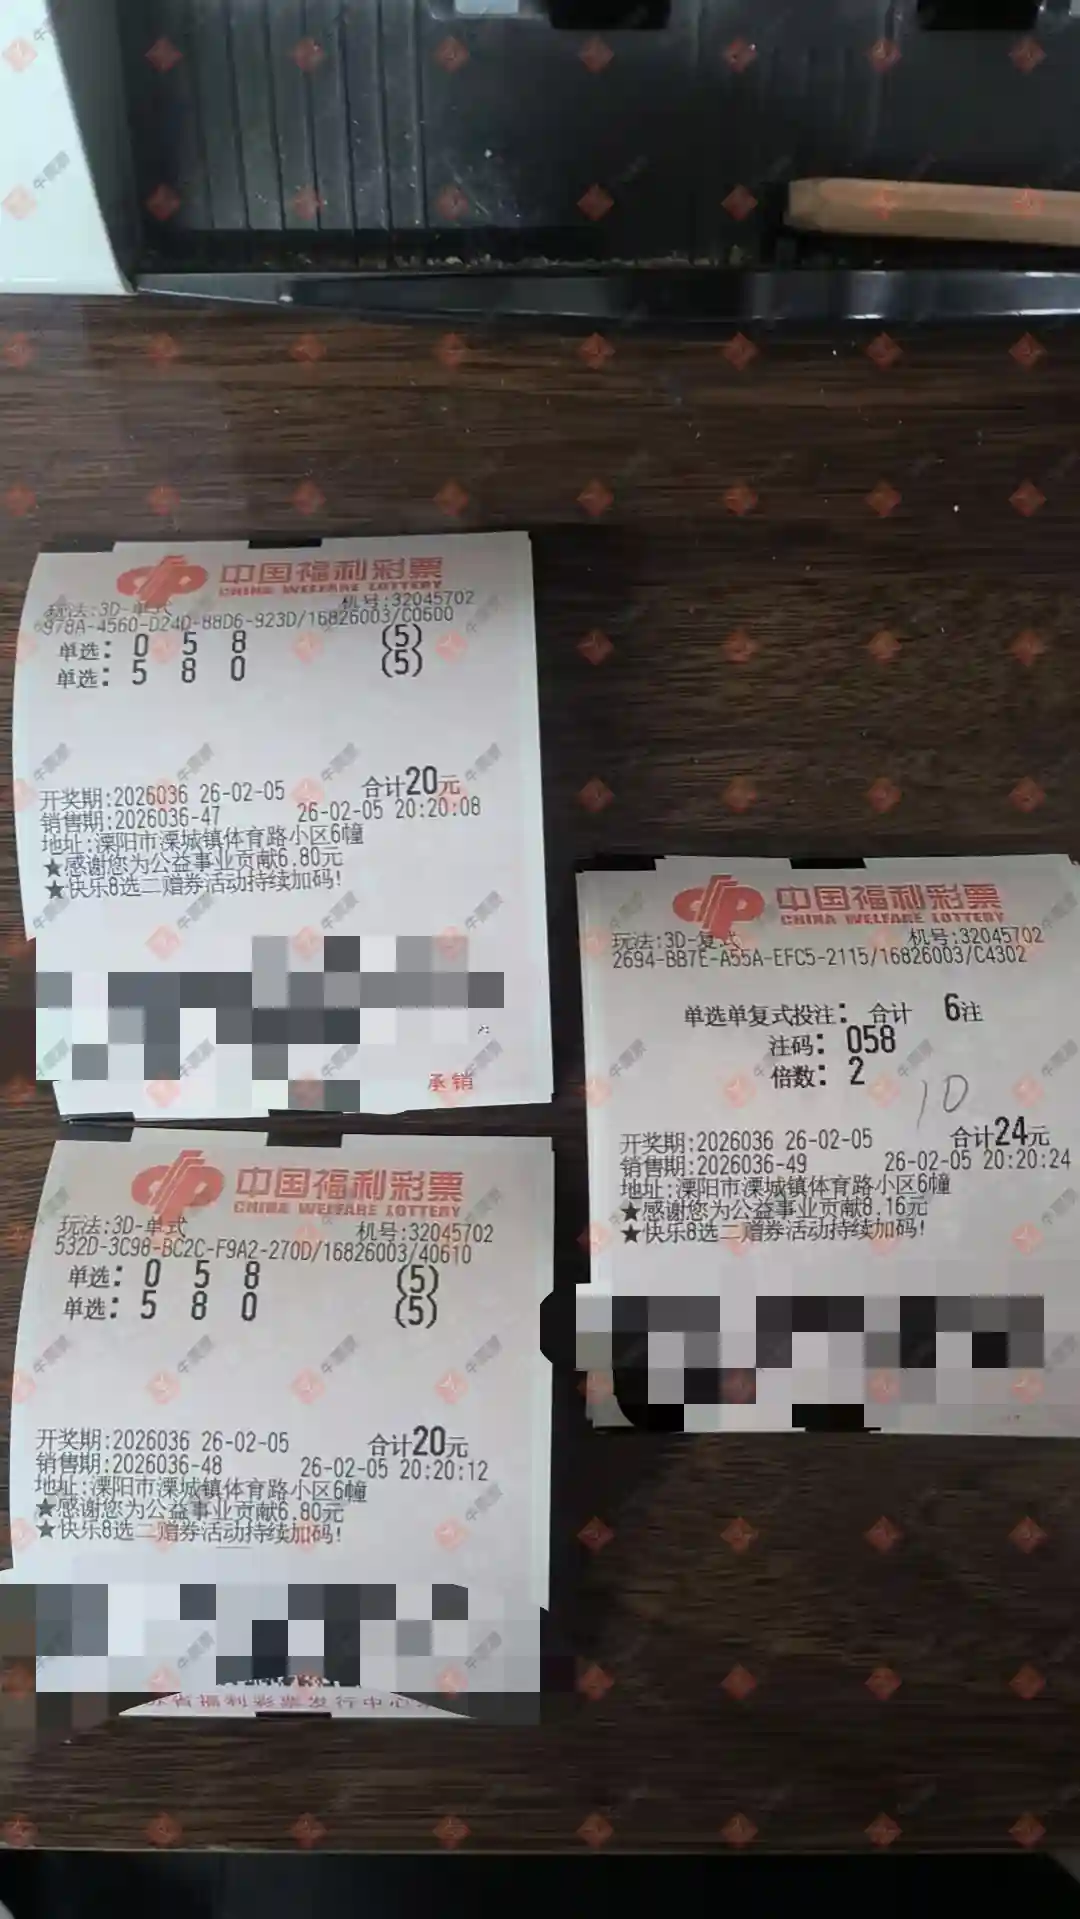 中国福利彩票
CHINA WELFARE LOTTERY
玩法:3D-单式 机号:32045702
978A-4560-D24D-88D6-923D/16826003/C0600
单选: 0 5 8 (5)
单选: 5 8 0 (5)
开奖期:2026036 26-02-05 合计20元
销售期:2026036-47 26-02-05 20:20:08
地址:溧阳市溧城镇体育路小区6幢
★感谢您为公益事业贡献6.80元
★快乐8选二赠券活动持续加码!
承销
中国福利彩票
CHINA WELFARE LOTTERY
玩法:3D-单式 机号:32045702
532D-3C98-BC2C-F9A2-270D/16826003/40610
单选: 0 5 8 (5)
单选: 5 8 0 (5)
开奖期:2026036 26-02-05 合计20元
销售期:2026036-48 26-02-05 20:20:12
地址:溧阳市溧城镇体育路小区6幢
★感谢您为公益事业贡献6.80元
★快乐8选二赠券活动持续加码!
省福利彩票发行中心
中国福利彩票
CHINA WELFARE LOTTERY
玩法:3D-复式 机号:32045702
2694-BB7E-A55A-EFC5-2115/16826003/C4302
单选单复式投注: 合计 6注
注码: 058
倍数: 2
10
开奖期:2026036 26-02-05 合计24元
销售期:2026036-49 26-02-05 20:20:24
地址:溧阳市溧城镇体育路小区6幢
★感谢您为公益事业贡献8.16元
★快乐8选二赠券活动持续加码!